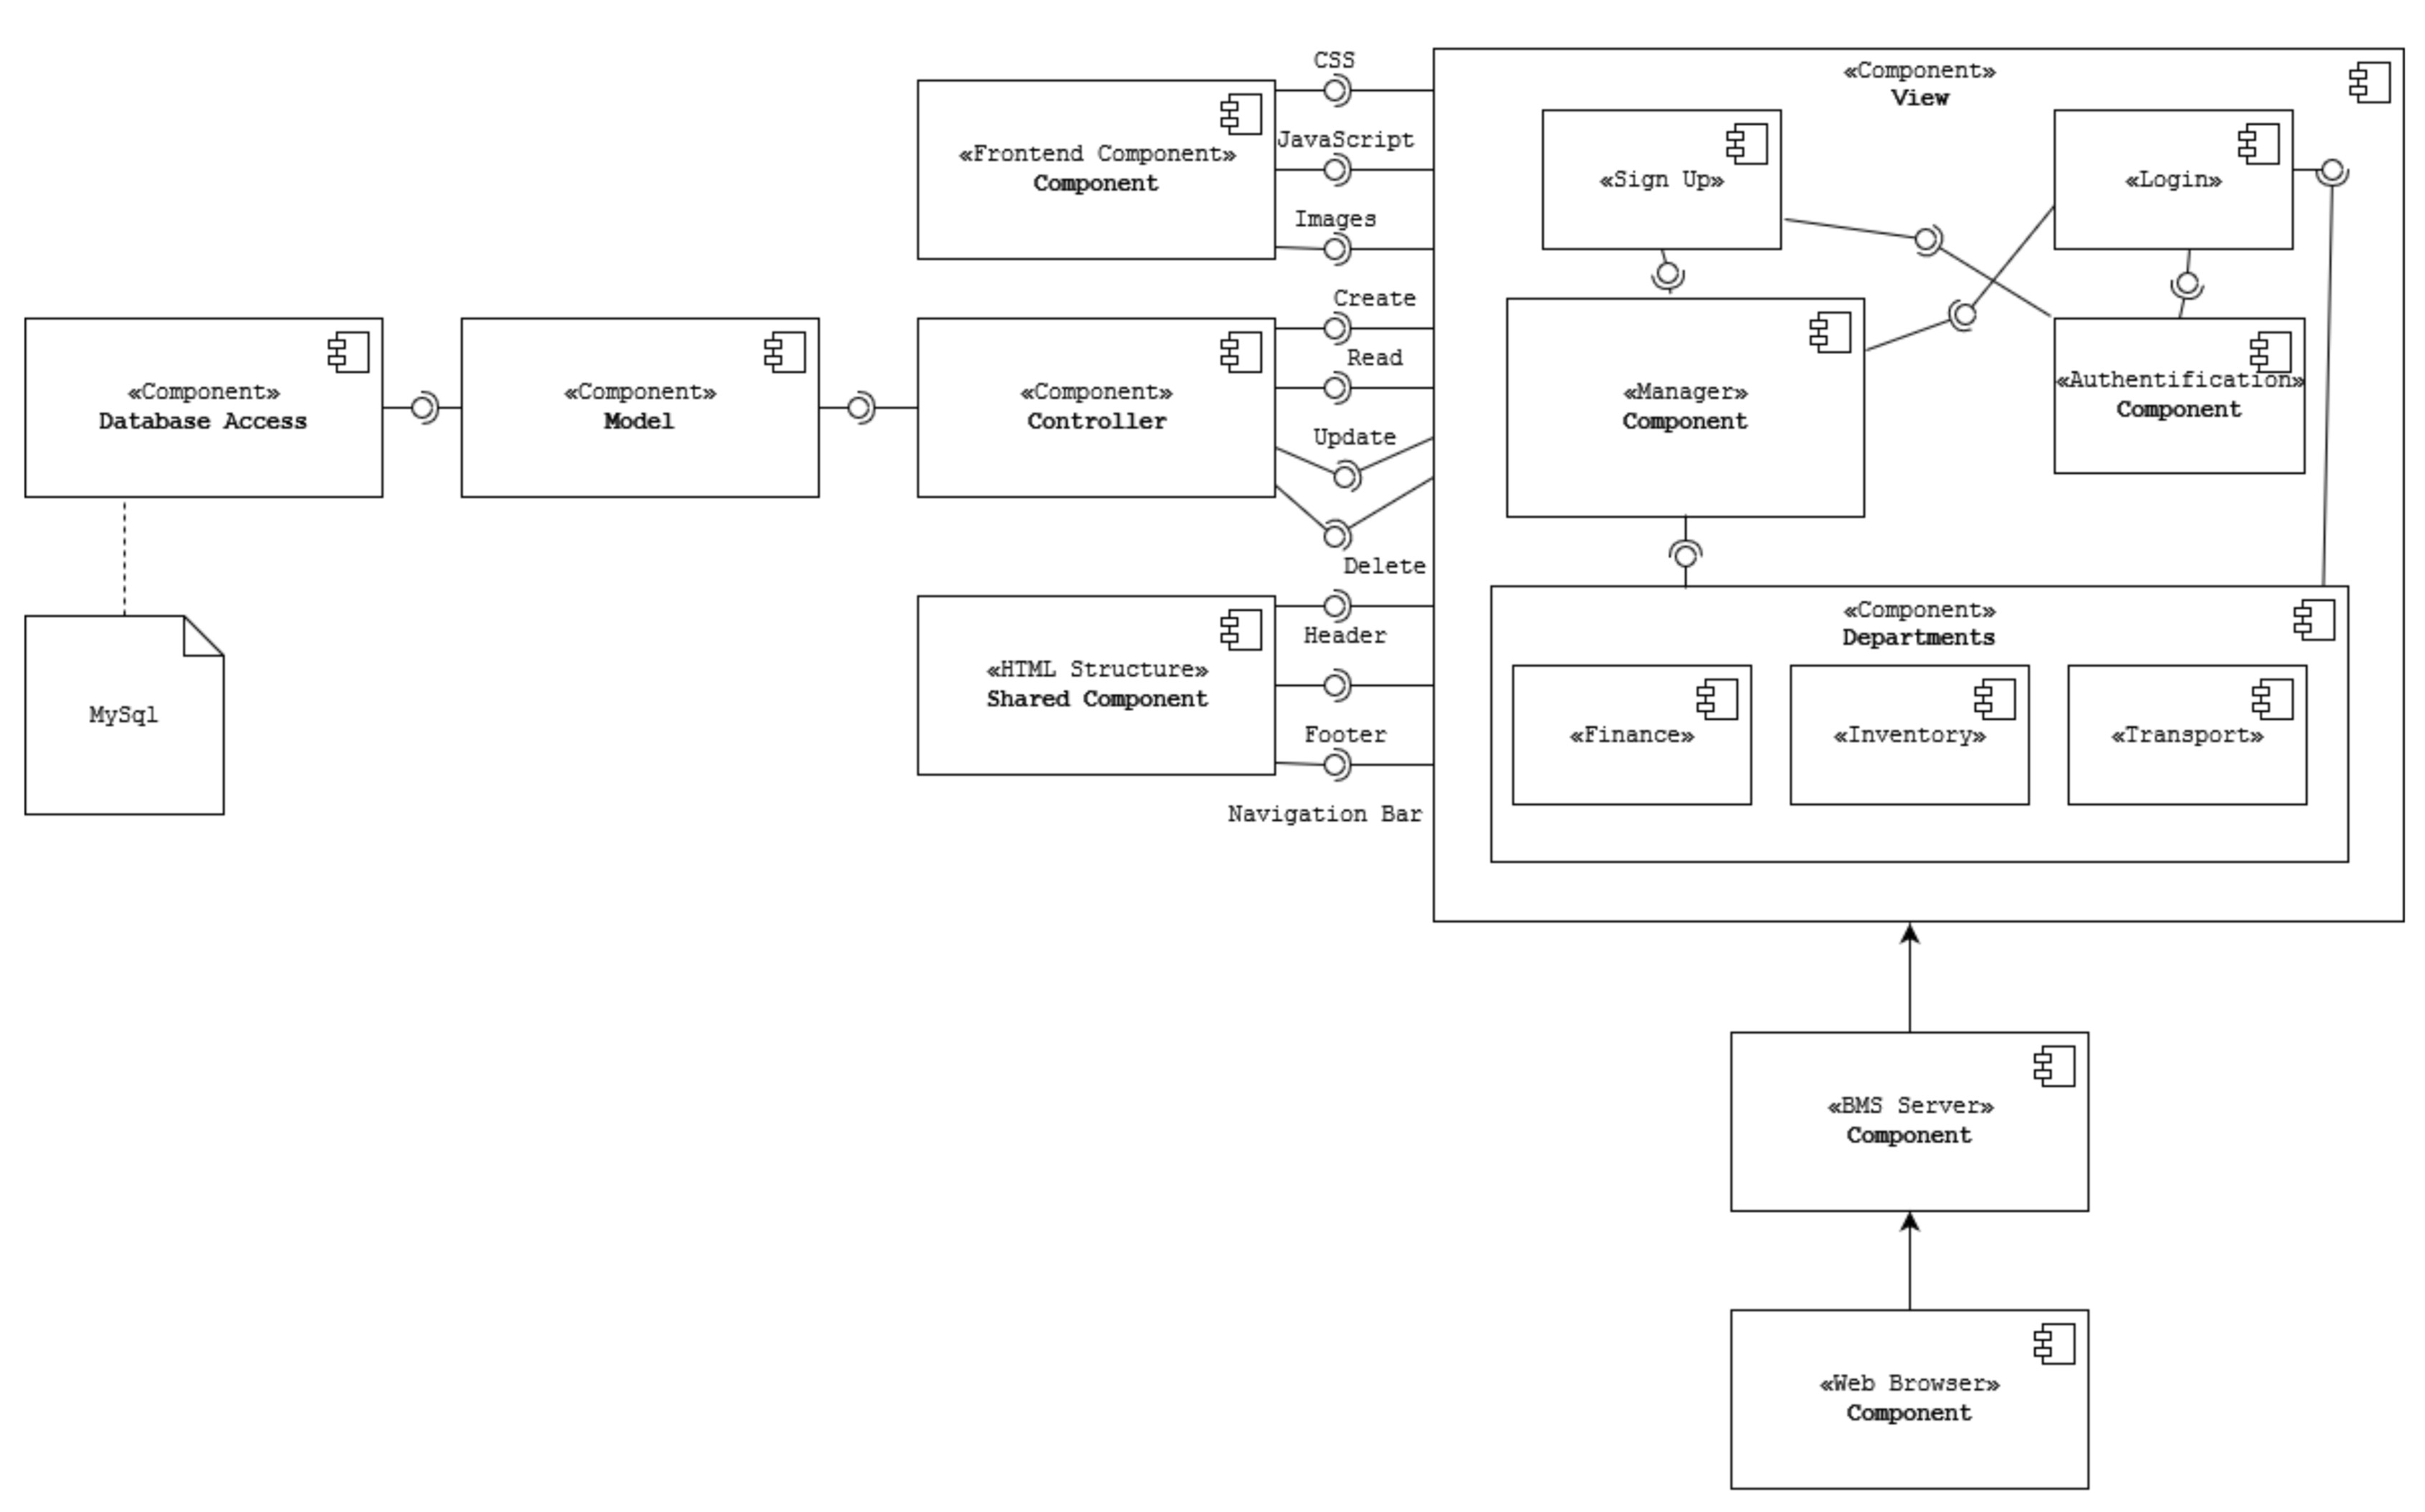 CSS
«Component»
View
JavaScript
«Frontend Component»
Component
Images
«Sign Up»
«Login»
Create
Read
«Component»
Database Access
«Component»
Model
«Component»
Controller
Update
Delete
«Manager»
Component
«Authentification»
Component
Header
«HTML Structure»
Shared Component
Footer
Navigation Bar
MySql
«Component»
Departments
«Finance»
«Inventory»
«Transport»
«BMS Server»
Component
«Web Browser»
Component